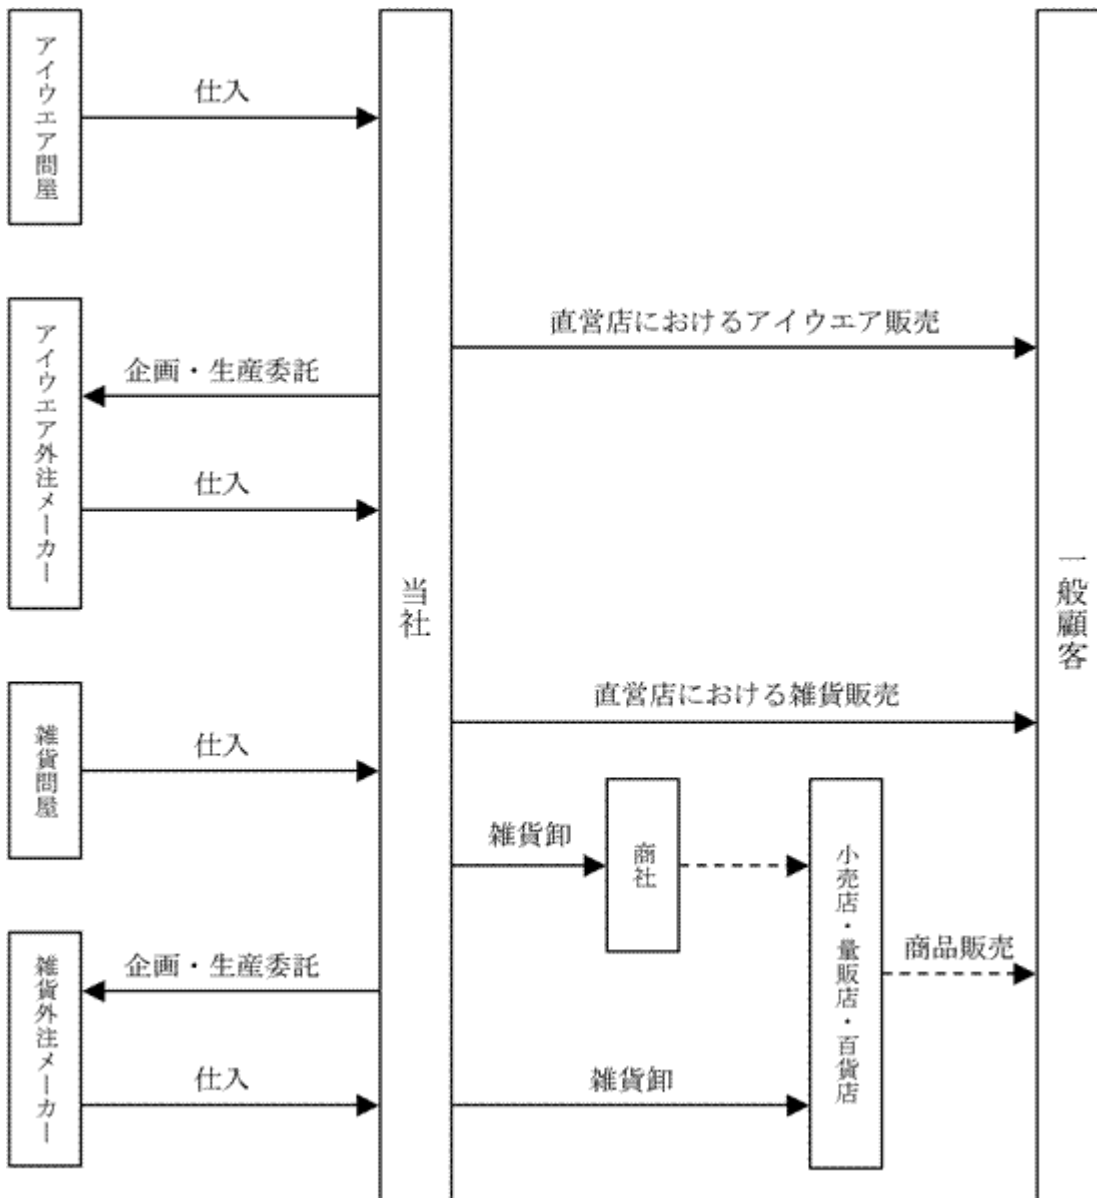 アイウエア問屋
仕入
アイウエア外注メーカー
企画・生産委託
仕入
直営店におけるアイウエア販売
当社
一般顧客
直営店における雑貨販売
雑貨問屋
仕入
雑貨卸
商社
小売店・量販店・百貨店
商品販売
雑貨外注メーカー
企画・生産委託
仕入
雑貨卸